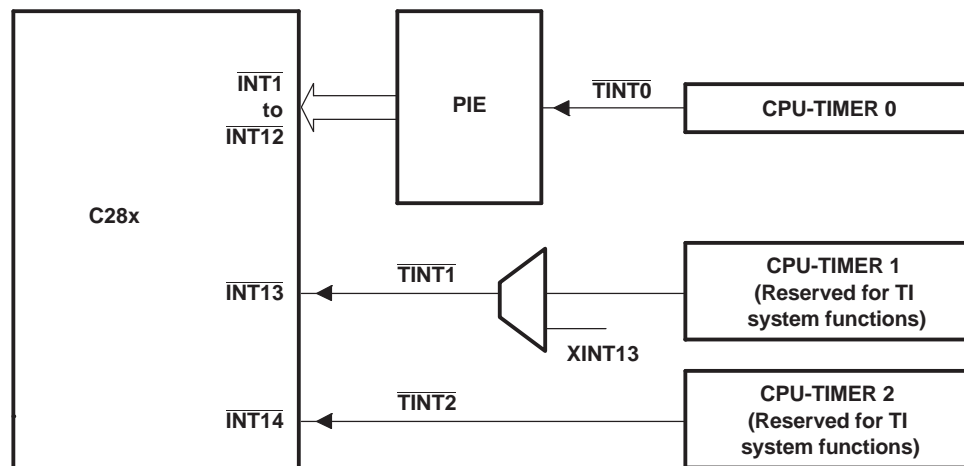 INT1
to
INT12
PIE
TINT0
CPU-TIMER 0
C28x
INT13
TINT1
XINT13
CPU-TIMER 1
(Reserved for TI
system functions)
INT14
TINT2
CPU-TIMER 2
(Reserved for TI
system functions)